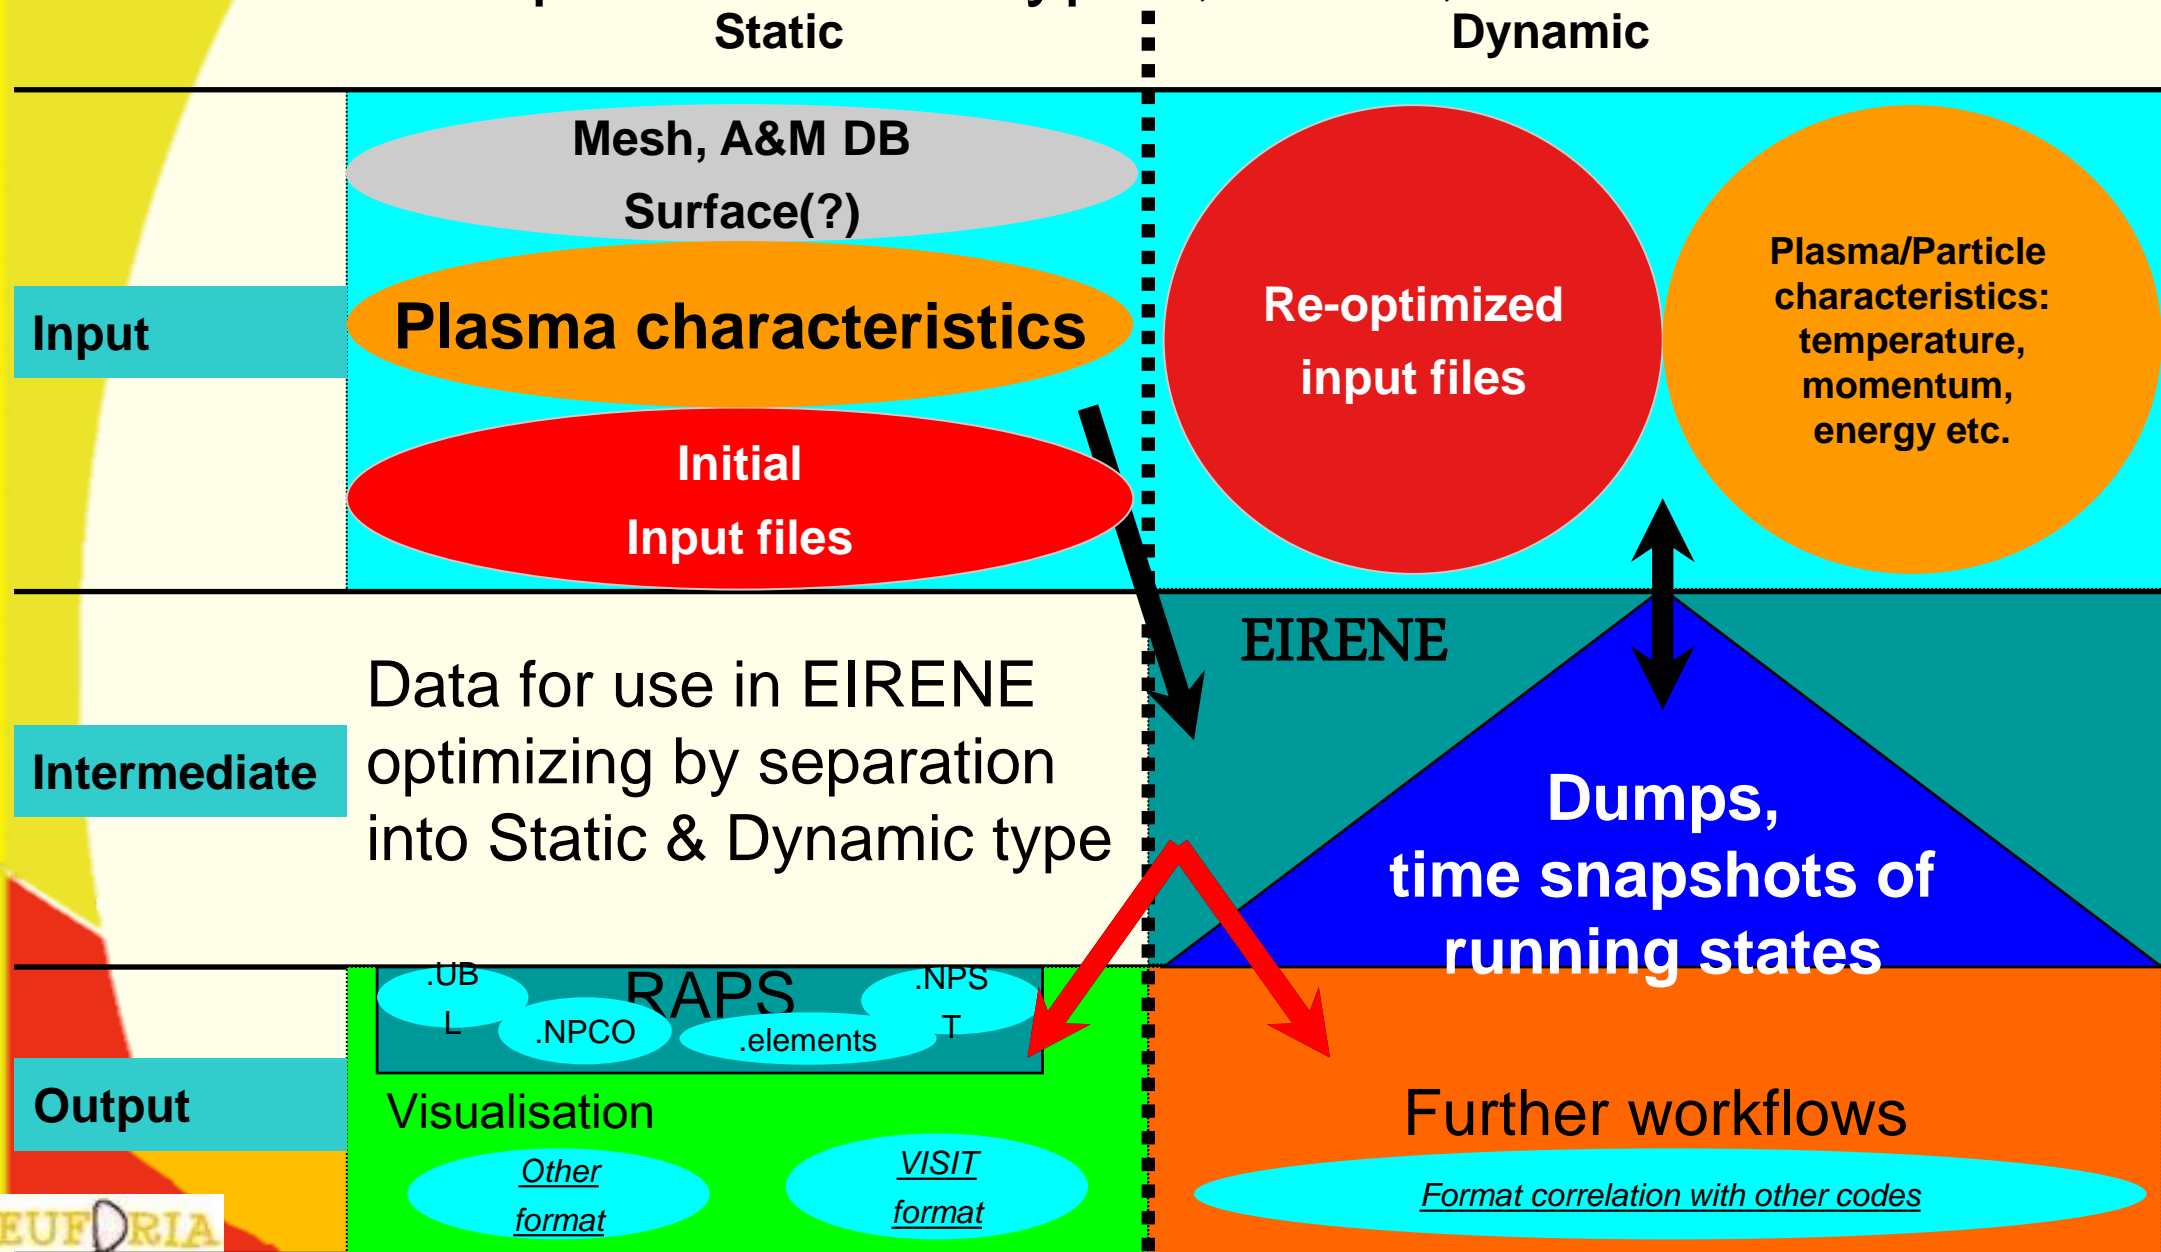 Static
Dynamic
Mesh, A&M DB
Surface(?)
Plasma characteristics
Initial
Input files
Re-optimized
input files
Plasma/Particle
characteristics:
temperature,
momentum,
energy etc.
Input
EIRENE
Data for use in EIRENE
optimizing by separation
into Static & Dynamic type
Intermediate
Dumps,
time snapshots of
running states
RAPS
.UB
L
.NPCO
.elements
.NPS
T
Output
Visualisation
Other
format
VISIT
format
Further workflows
Format correlation with other codes
EUFORIA